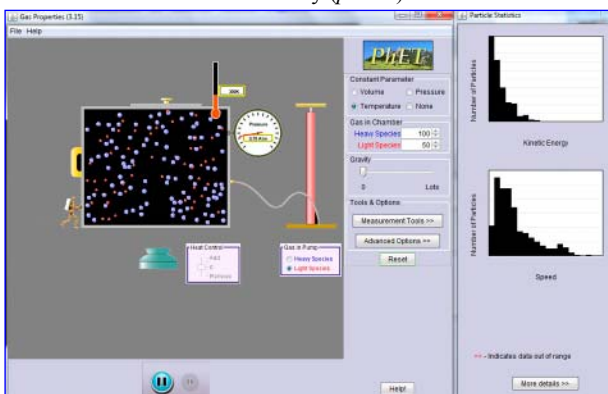 Gas Properties (3.15)
File Help
PhET
Constant Parameter
Volume
Pressure
Temperature
None
Gas in Chamber
Heavy Species 100
Light Species 50
Gravity
0 Lots
Tools & Options
Measurement Tools >>
Advanced Options >>
Reset
Help!
Pressure
Heat Control
Add
0
Remove
Gas in Pump
Heavy Species
Light Species
Particle Statistics
Number of Particles
Kinetic Energy
Number of Particles
Speed
- Indicates data out of range
More details >>